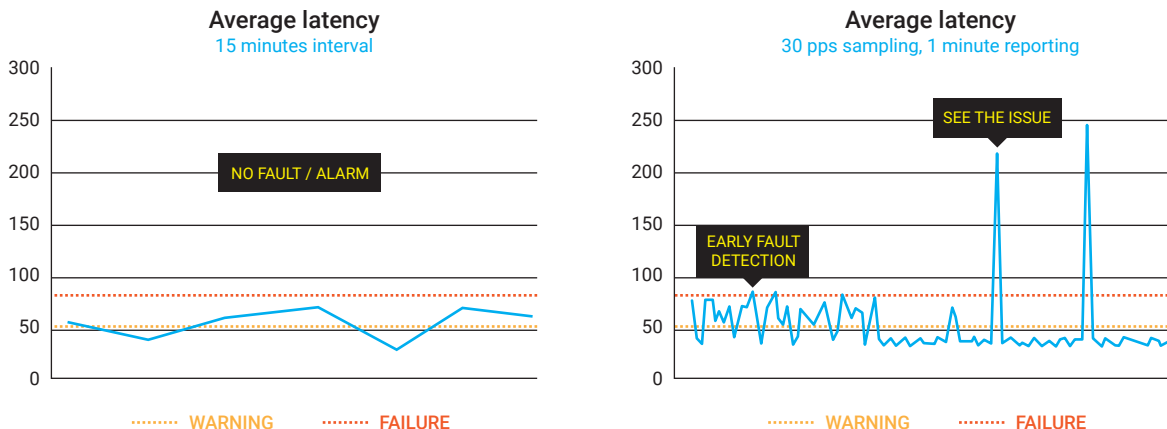 Average latency
15 minutes interval
300
250
200
150
100
50
0
NO FAULT / ALARM
WARNING
FAILURE
Average latency
30 pps sampling, 1 minute reporting
300
250
200
150
100
50
0
SEE THE ISSUE
EARLY FAULT
DETECTION
WARNING
FAILURE